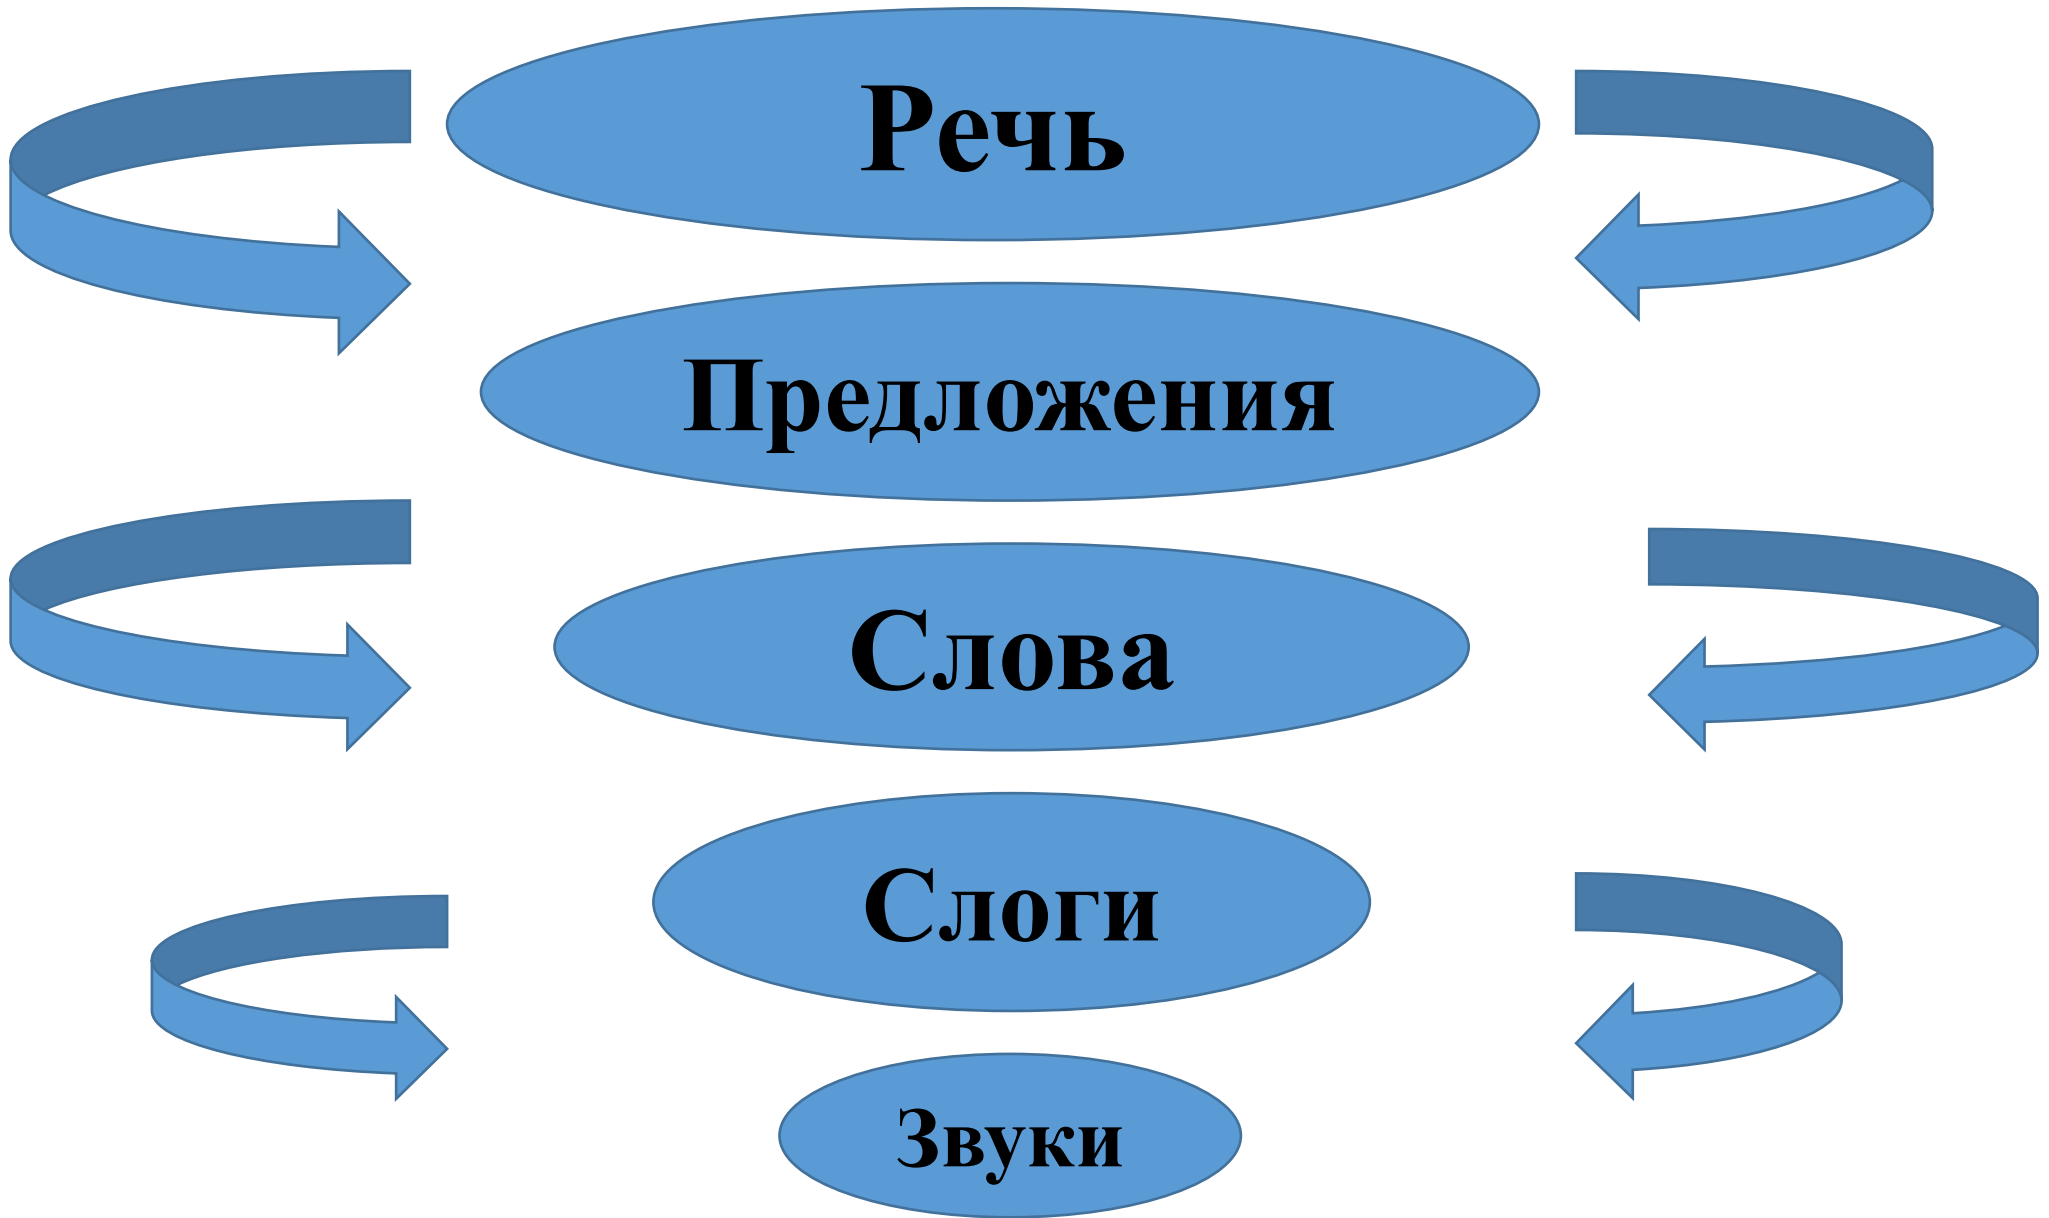 Речь
Предложения
Слова
Слоги
Звуки